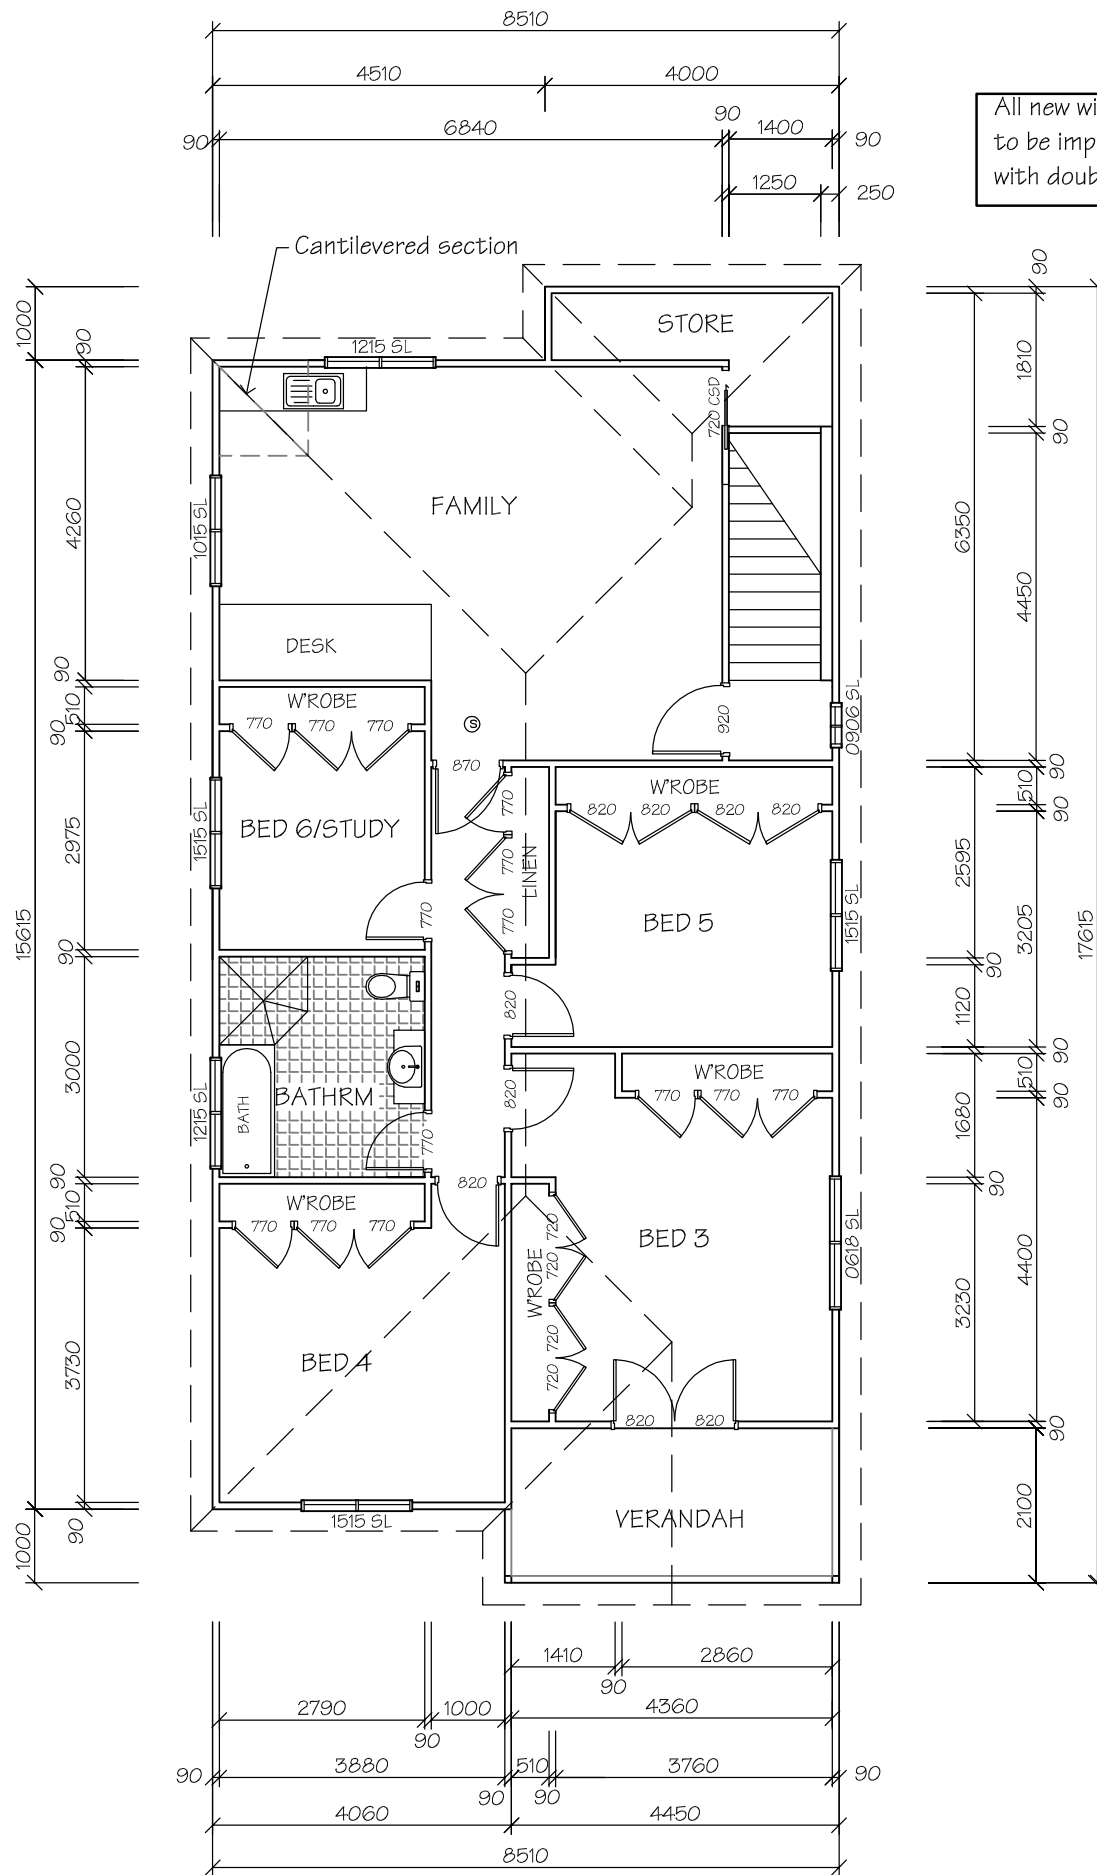 8510
4510 4000
90 6840 90 1400 90
1250 250
All new wi
to be imp
with doub
Cantilevered section
1000
90
4260
90
510
90
2975
90
3000
90
510
90
3730
90
1000
15615
1215 SL
STORE
720 CSD
FAMILY
1015 SL
DESK
W'ROBE
770 770 770
S
920
0906 SL
870
W'ROBE
820 820 820 820
770
770
770
LINEN
BED 6/STUDY
1515 SL
770
BED 5
1515 SL
820
820
BATHRM
BATH
1215 SL
770
W'ROBE
770 770 770
820
W'ROBE
770 770 770
W'ROBE
720
720
720
720
BED 3
0618 SL
BED 4
820 820
1515 SL
VERANDAH
90
1810
90
6350
4450
90
510
90
2595
3205
90
1120
90
510
90
1680
90
4400
3230
90
2100
17615
1410 90 2860
2790 90 1000 4360
90 3880 90 510 90 3760 90
4060 4450
8510